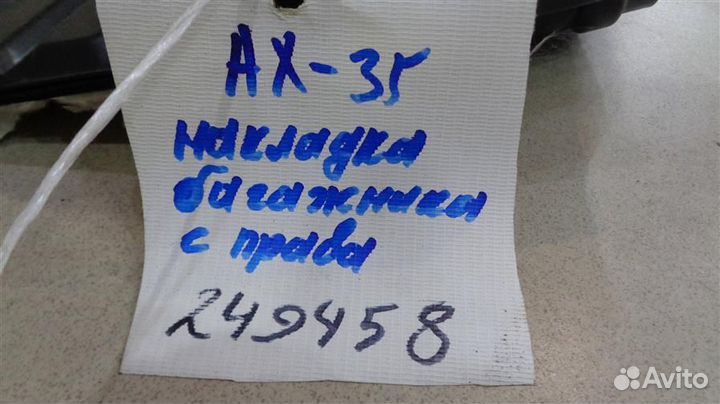 АХ-35
накладка
багажника
с права
249458
Avito